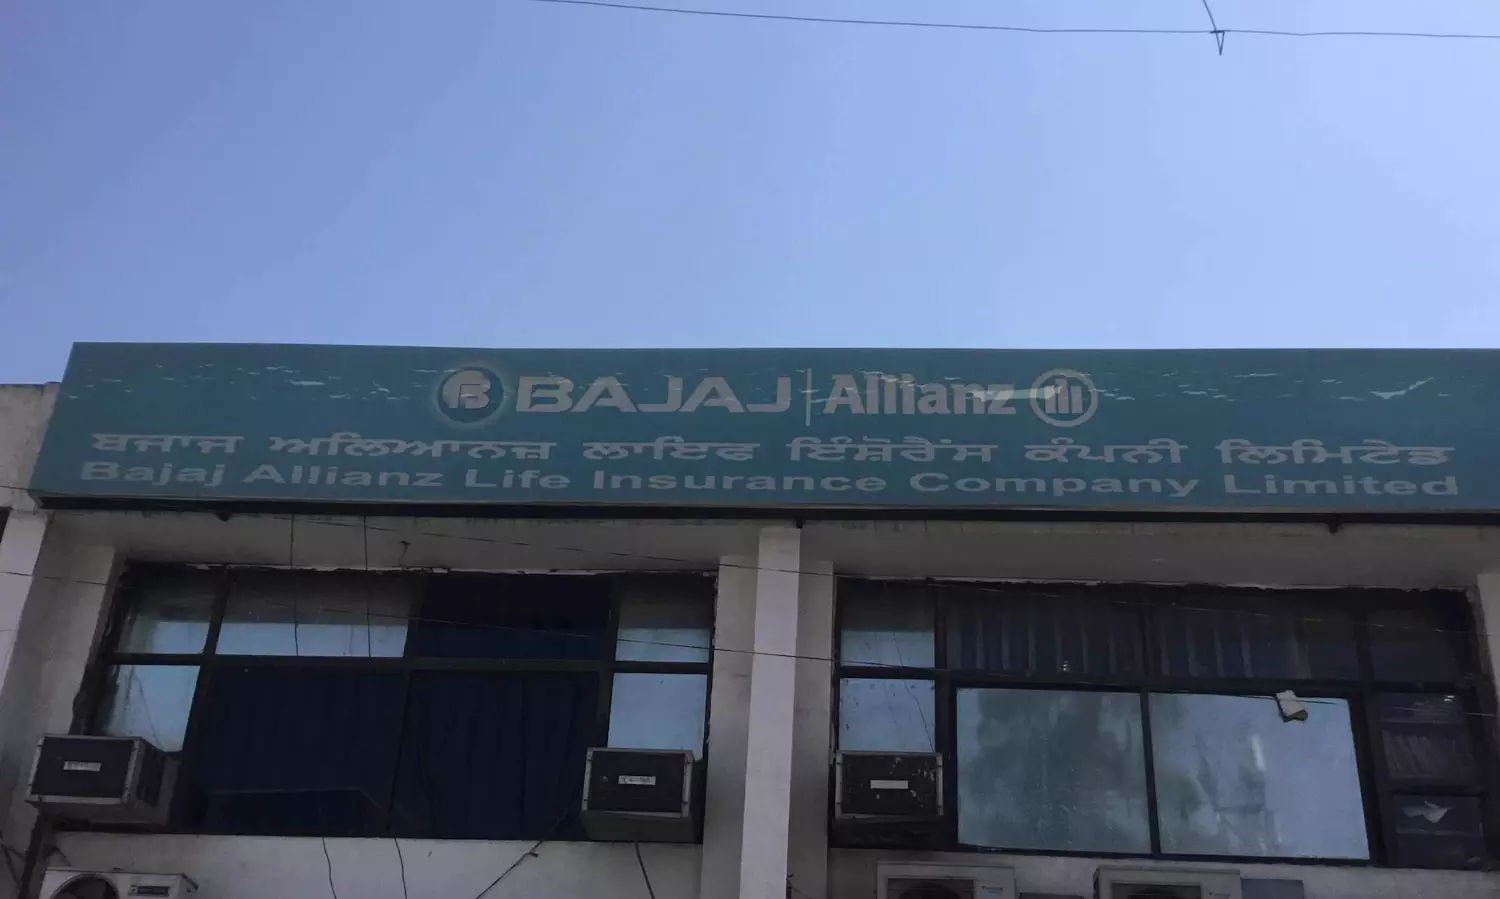 B BAJAJ | Allianz
ਬਜਾਜ ਅਲਿਆਨਜ਼ ਲਾਇਫ ਇੰਸ਼ੋਰੈਂਸ ਕੰਪਨੀ ਲਿਮਿਟੇਡ
Bajaj Allianz Life Insurance Company Limited